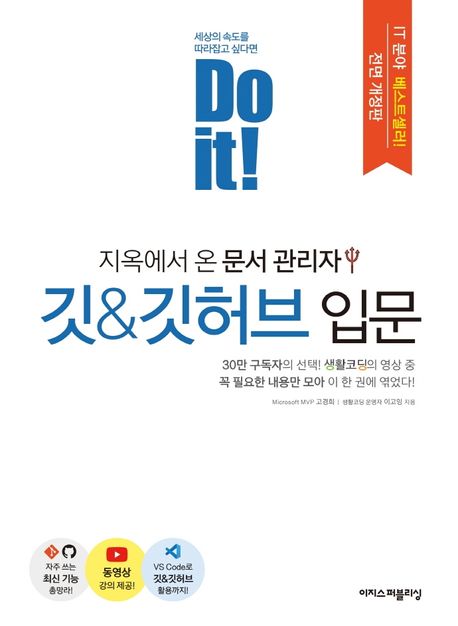 세상의 속도를
따라잡고 싶다면
Do
it!
IT 분야 베스트셀러!
전면 개정판
지옥에서 온 문서 관리자
깃&깃허브 입문
30만 구독자의 선택! 생활코딩의 영상 중
꼭 필요한 내용만 모아 이 한 권에 엮었다!
Microsoft MVP 고경희 | 생활코딩 운영자 이고잉 지음
자주 쓰는
최신 기능
총망라!
동영상
강의 제공!
VS Code로
깃&깃허브
활용까지!
이지스퍼블리싱